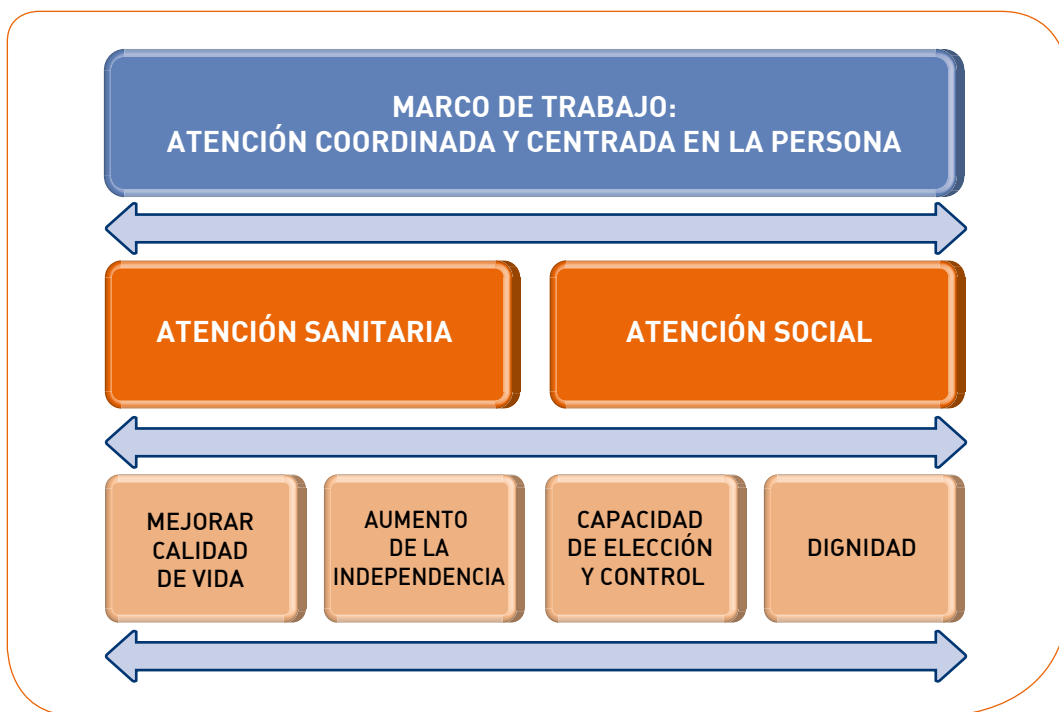 MARCO DE TRABAJO:
ATENCIÓN COORDINADA Y CENTRADA EN LA PERSONA
ATENCIÓN SANITARIA
ATENCIÓN SOCIAL
MEJORAR
CALIDAD
DE VIDA
AUMENTO
DE LA
INDEPENDENCIA
CAPACIDAD
DE ELECCIÓN
Y CONTROL
DIGNIDAD